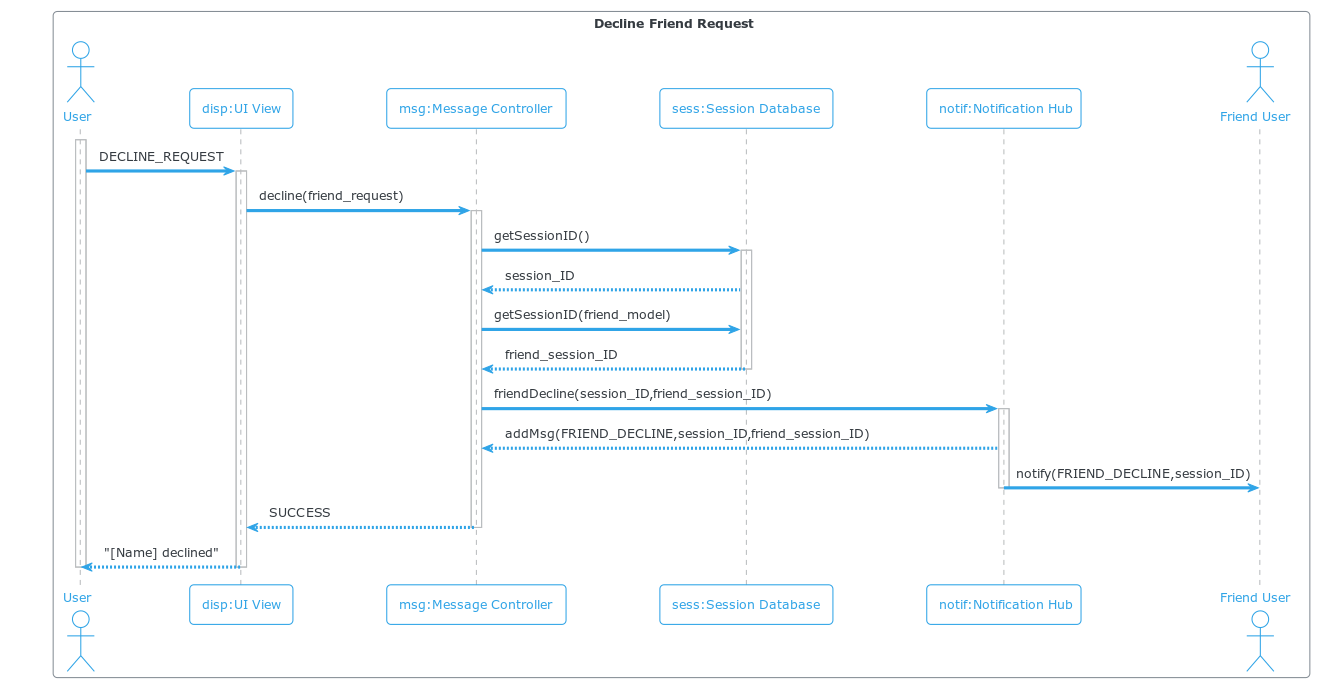 Decline Friend Request
User
disp:UI View
msg:Message Controller
sess:Session Database
notif:Notification Hub
Friend User
DECLINE_REQUEST
decline(friend_request)
getSessionID()
session_ID
getSessionID(friend_model)
friend_session_ID
friendDecline(session_ID,friend_session_ID)
addMsg(FRIEND_DECLINE,session_ID,friend_session_ID)
notify(FRIEND_DECLINE,session_ID)
SUCCESS
"[Name] declined"
User
disp:UI View
msg:Message Controller
sess:Session Database
notif:Notification Hub
Friend User